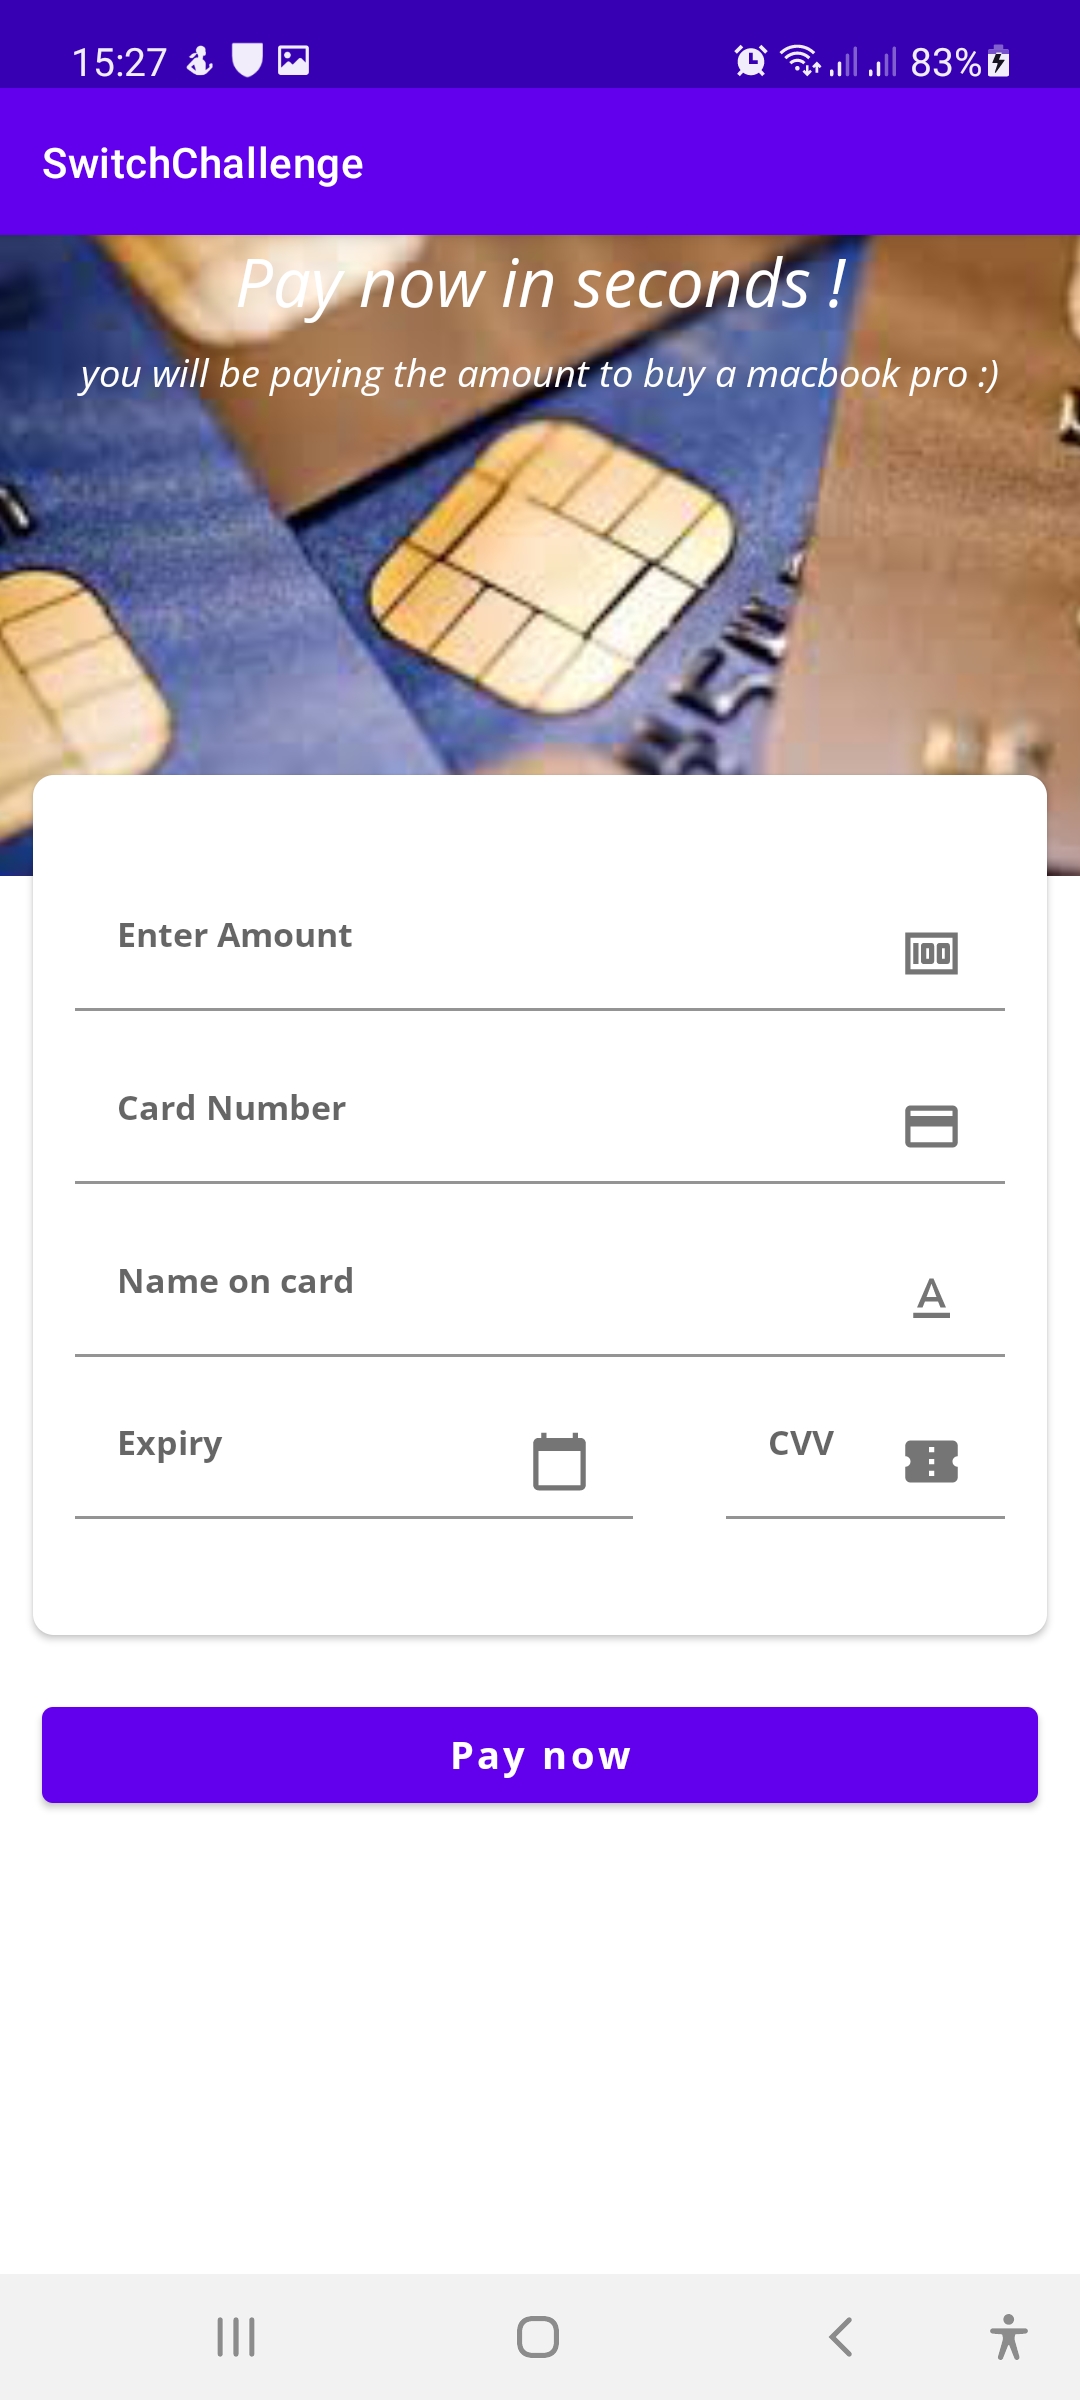 15:27
83%
SwitchChallenge
Pay now in seconds !
you will be paying the amount to buy a macbook pro :)
Enter Amount
100
Card Number
Name on card
A
Expiry
CVV
Pay now